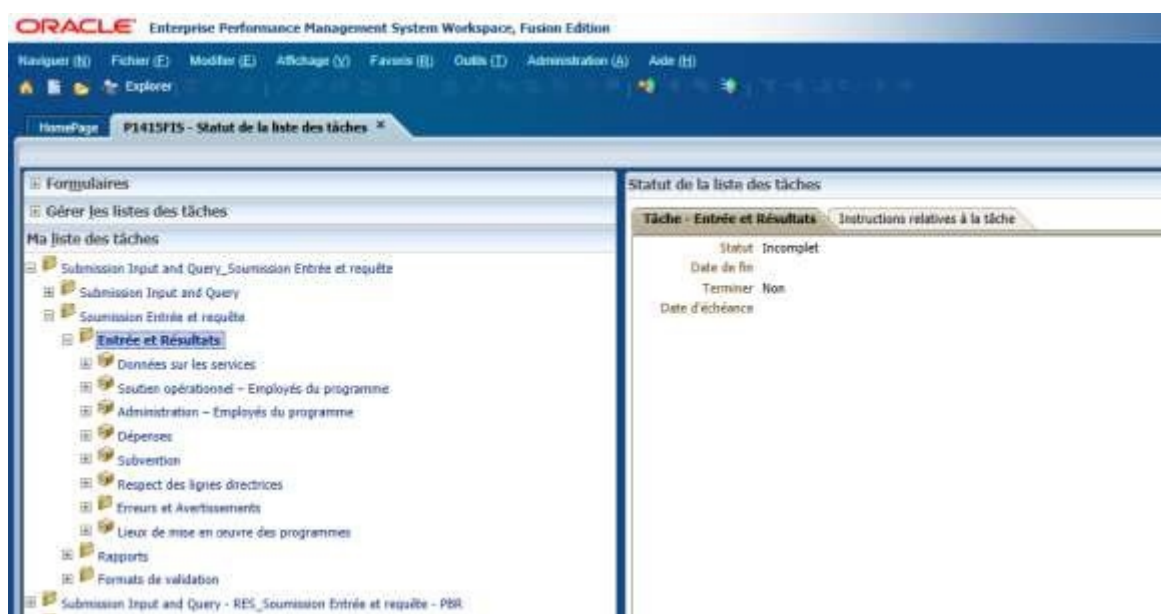 ORACLE Enterprise Performance Management System Workspace, Fusion Edition
Naviguer (N) Fichier (F) Modifier (E) Affichage (V) Favoris (R) Outils (T) Administration (A) Aide (H)
Explorer
HomePage P1415FIS - Statut de la liste des tâches
Formulaires
Gérer les listes des tâches
Ma liste des tâches
Submission Input and Query_Soumission Entrée et requête
Submission Input and Query
Soumission Entrée et requête
Entrée et Résultats
Données sur les services
Soutien opérationnel – Employés du programme
Administration – Employés du programme
Dépenses
Subvention
Respect des lignes directrices
Erreurs et Avertissements
Lieux de mise en oeuvre des programmes
Rapports
Formats de validation
Submission Input and Query - RES_Soumission Entrée et requête - PBR
Statut de la liste des tâches
Tâche - Entrée et Résultats Instructions relatives à la tâche
Statut Incomplet
Date de fin
Terminer Non
Date d'échéance